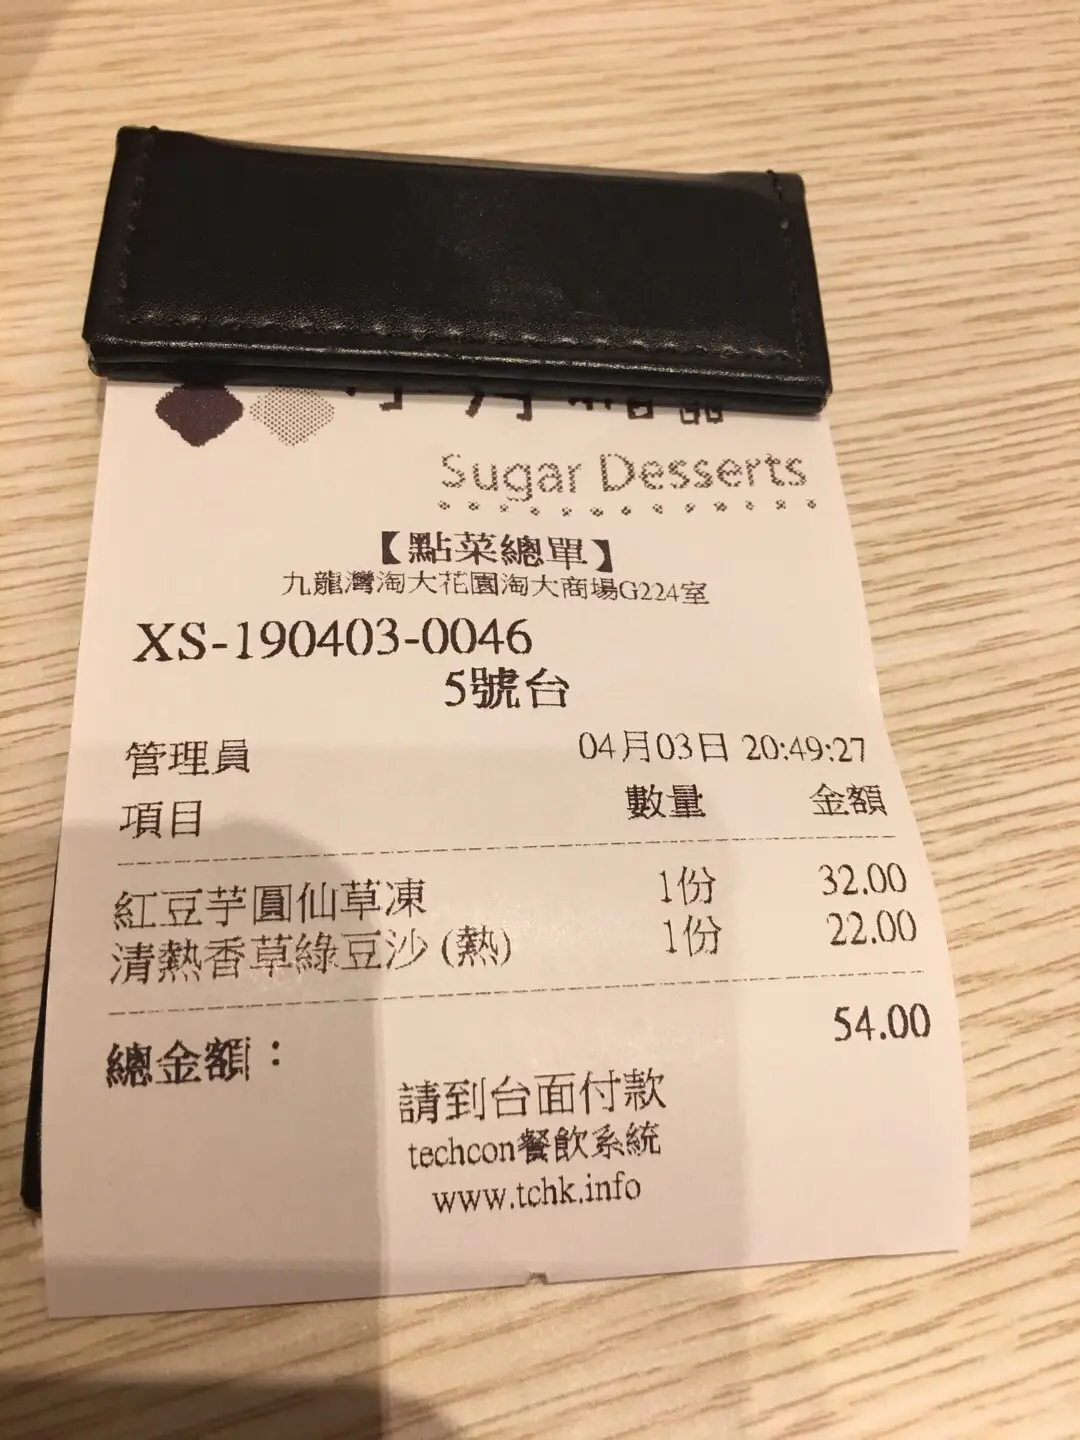 Sugar Desserts
【點菜總單】
九龍灣淘大花園淘大商場G224室
XS-190403-0046
5號台
管理員 04月03日 20:49:27
項目 數量 金額
紅豆芋圓仙草凍 1份 32.00
清熱香草綠豆沙(熱) 1份 22.00
總金額： 54.00
請到台面付款
techcon餐飲系統
www.tchk.info